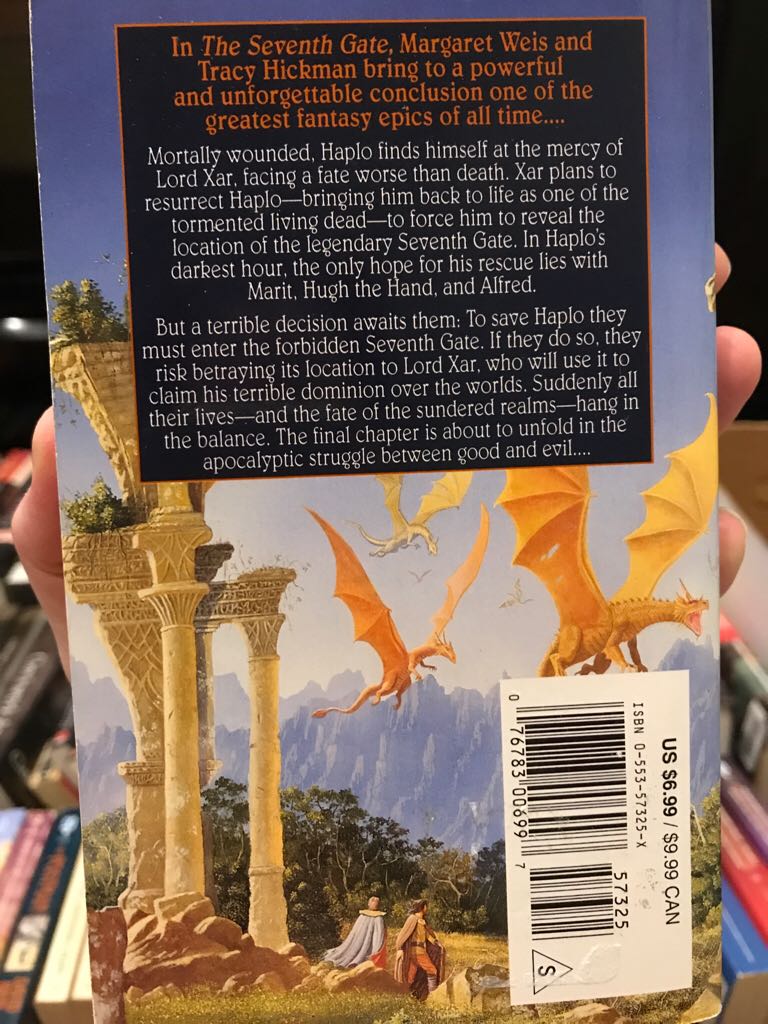 In The Seventh Gate, Margaret Weis and
Tracy Hickman bring to a powerful
and unforgettable conclusion one of the
greatest fantasy epics of all time....
Mortally wounded, Haplo finds himself at the mercy of
Lord Xar, facing a fate worse than death. Xar plans to
resurrect Haplo—bringing him back to life as one of the
tormented living dead—to force him to reveal the
location of the legendary Seventh Gate. In Haplo's
darkest hour, the only hope for his rescue lies with
Marit, Hugh the Hand, and Alfred.
But a terrible decision awaits them: To save Haplo they
must enter the forbidden Seventh Gate. If they do so, they
risk betraying its location to Lord Xar, who will use it to
claim his terrible dominion over the worlds. Suddenly all
their lives—and the fate of the sundered realms—hang in
the balance. The final chapter is about to unfold in the
apocalyptic struggle between good and evil....
US $6.99 / $9.99 CAN
ISBN 0-553-57325-X
0 76783 00699 7
57325
S